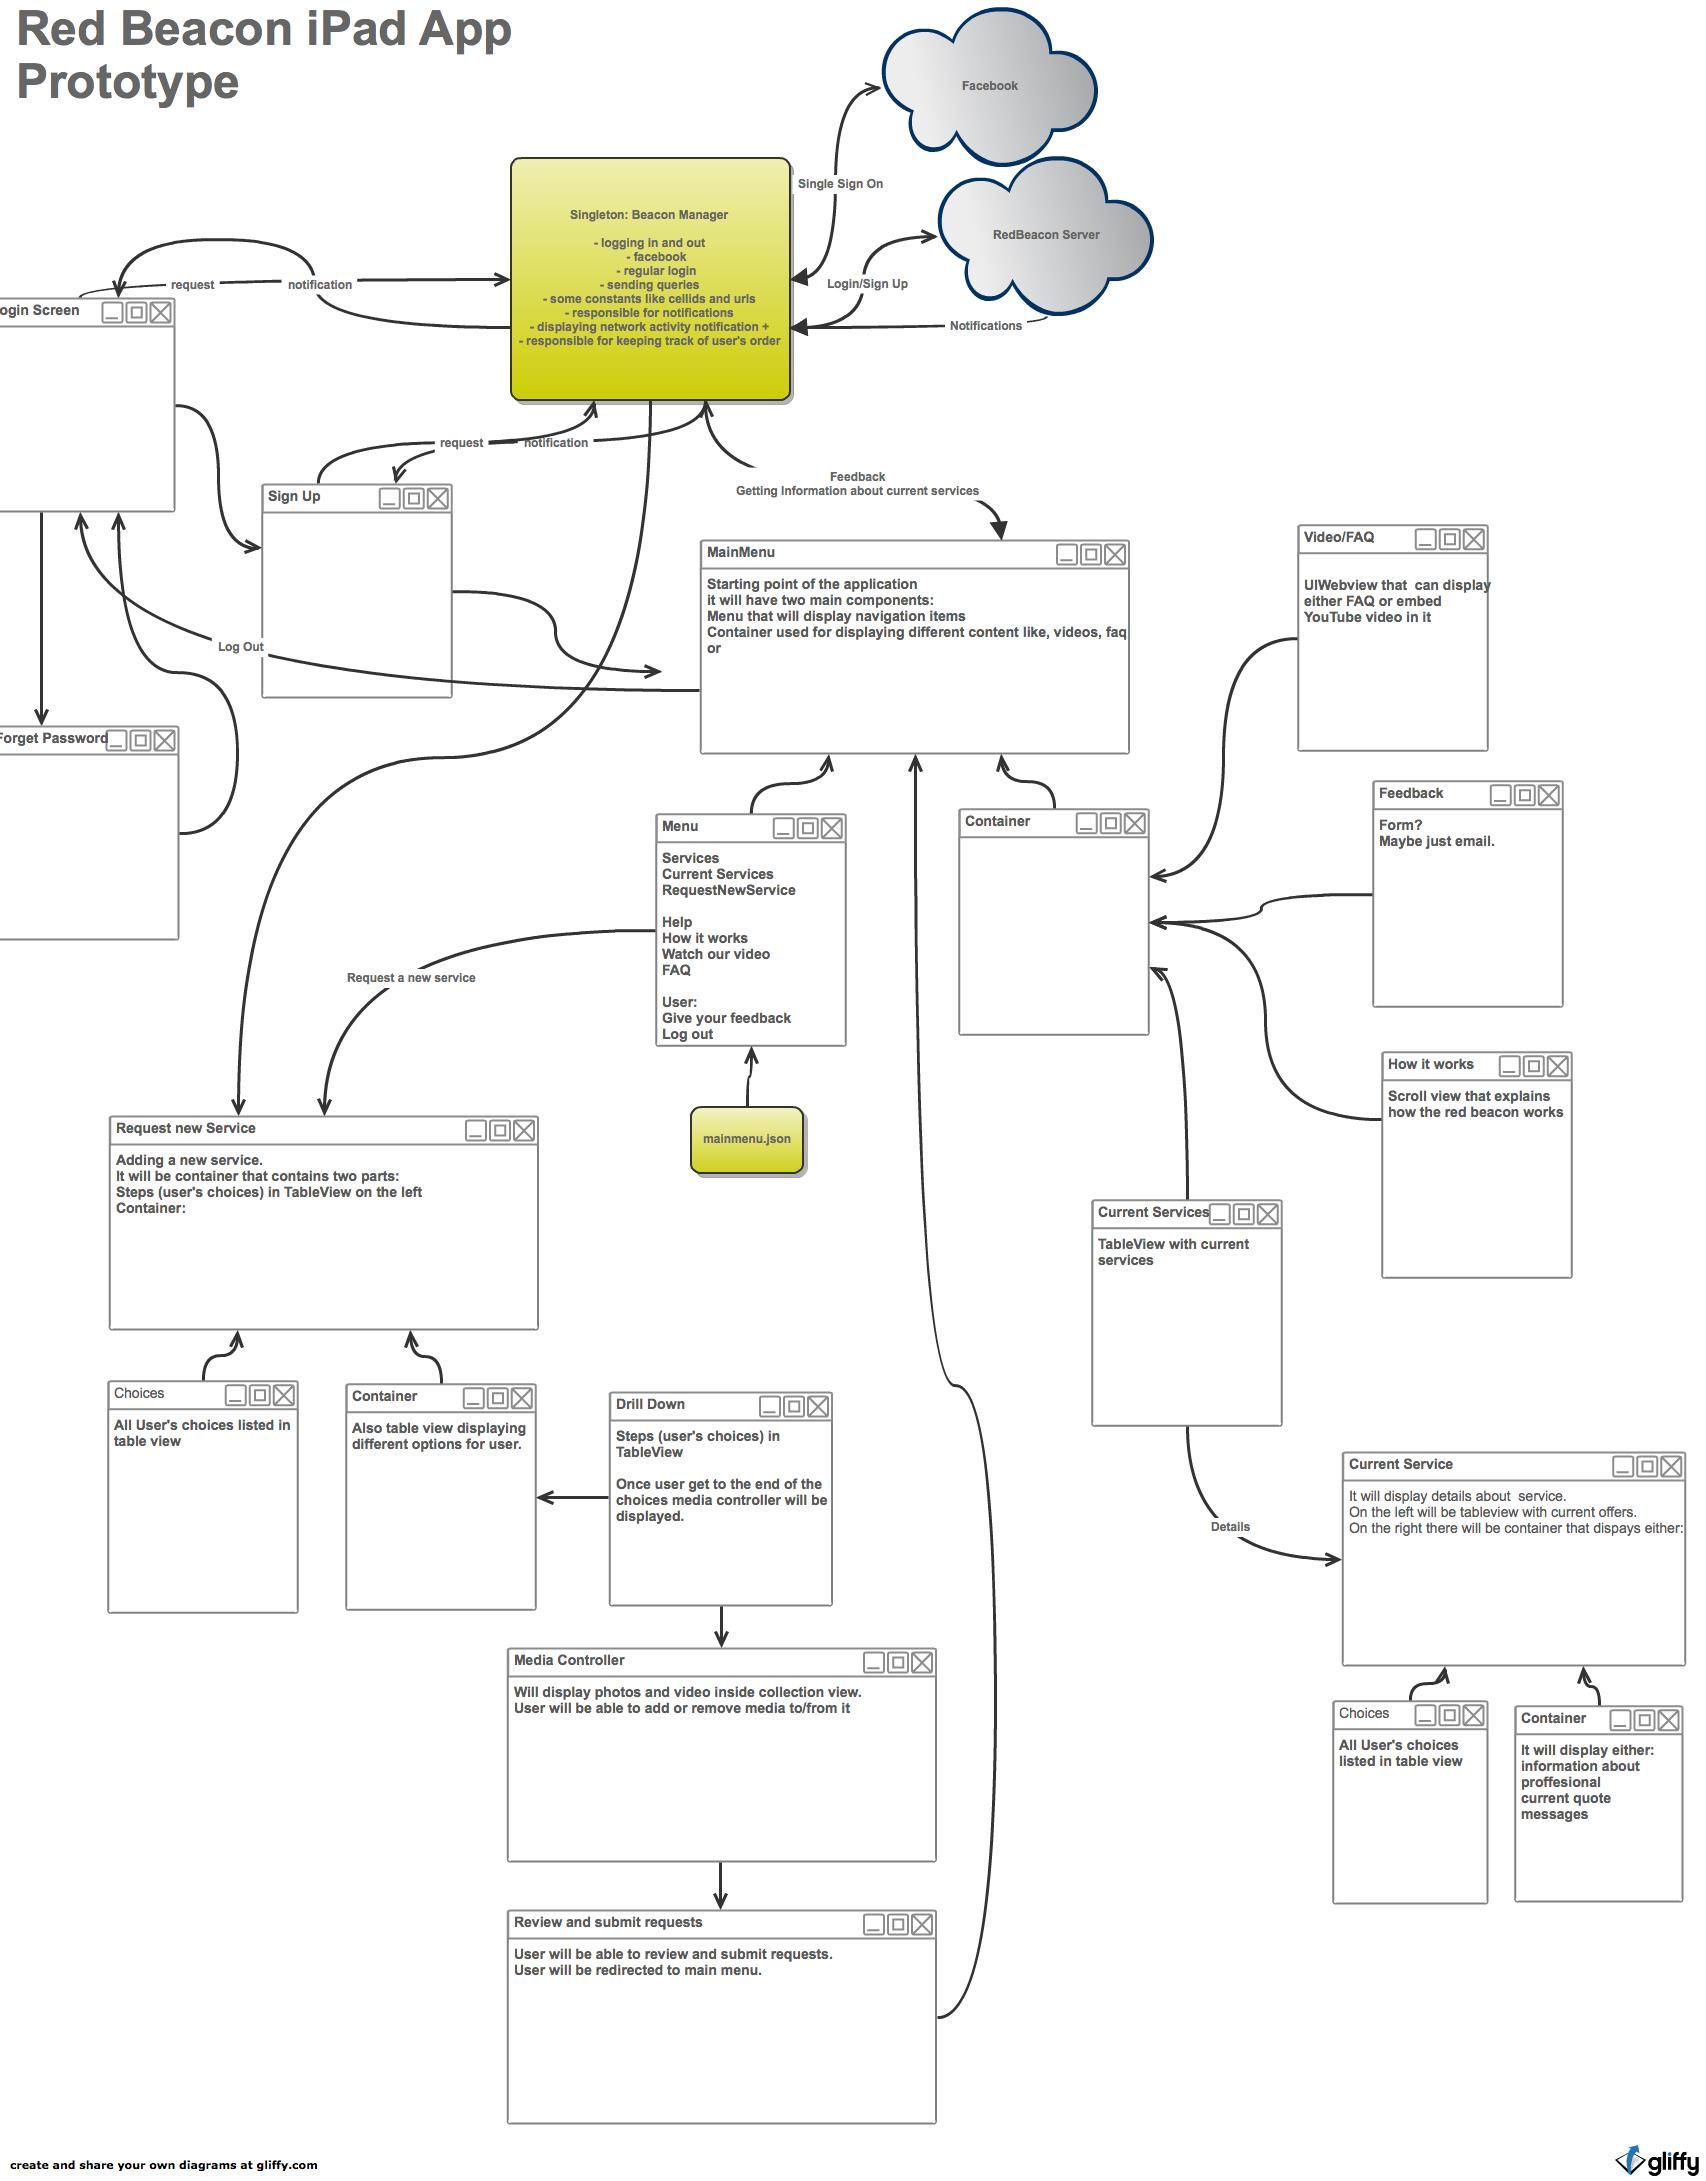 Red Beacon iPad App
Prototype
Facebook
Single Sign On
Singleton: Beacon Manager
- logging in and out
- facebook
- regular login
- sending queries
- some constants like cellids and urls
- responsible for notifications
- displaying network activity notification +
- responsible for keeping track of user's order
RedBeacon Server
Login/Sign Up
Notifications
request
notification
ogin Screen
request
notification
Feedback
Getting Information about current services
Sign Up
Log Out
MainMenu
Starting point of the application
it will have two main components:
Menu that will display navigation items
Container used for displaying different content like, videos, faq
or
Video/FAQ
UIWebview that  can display
either FAQ or embed
YouTube video in it
Forget Password
Feedback
Form?
Maybe just email.
Menu
Services
Current Services
RequestNewService
Help
How it works
Watch our video
FAQ
User:
Give your feedback
Log out
Container
Request a new service
How it works
Scroll view that explains
how the red beacon works
mainmenu.json
Request new Service
Adding a new service.
It will be container that contains two parts:
Steps (user's choices) in TableView on the left
Container:
Current Services
TableView with current
services
Choices
All User's choices listed in
table view
Container
Also table view displaying
different options for user.
Drill Down
Steps (user's choices) in
TableView
Once user get to the end of the
choices media controller will be
displayed.
Details
Current Service
It will display details about  service.
On the left will be tableview with current offers.
On the right there will be container that dispays either:
Media Controller
Will display photos and video inside collection view.
User will be able to add or remove media to/from it
Choices
All User's choices
listed in table view
Container
It will display either:
information about
proffesional
current quote
messages
Review and submit requests
User will be able to review and submit requests.
User will be redirected to main menu.
create and share your own diagrams at gliffy.com
gliffy